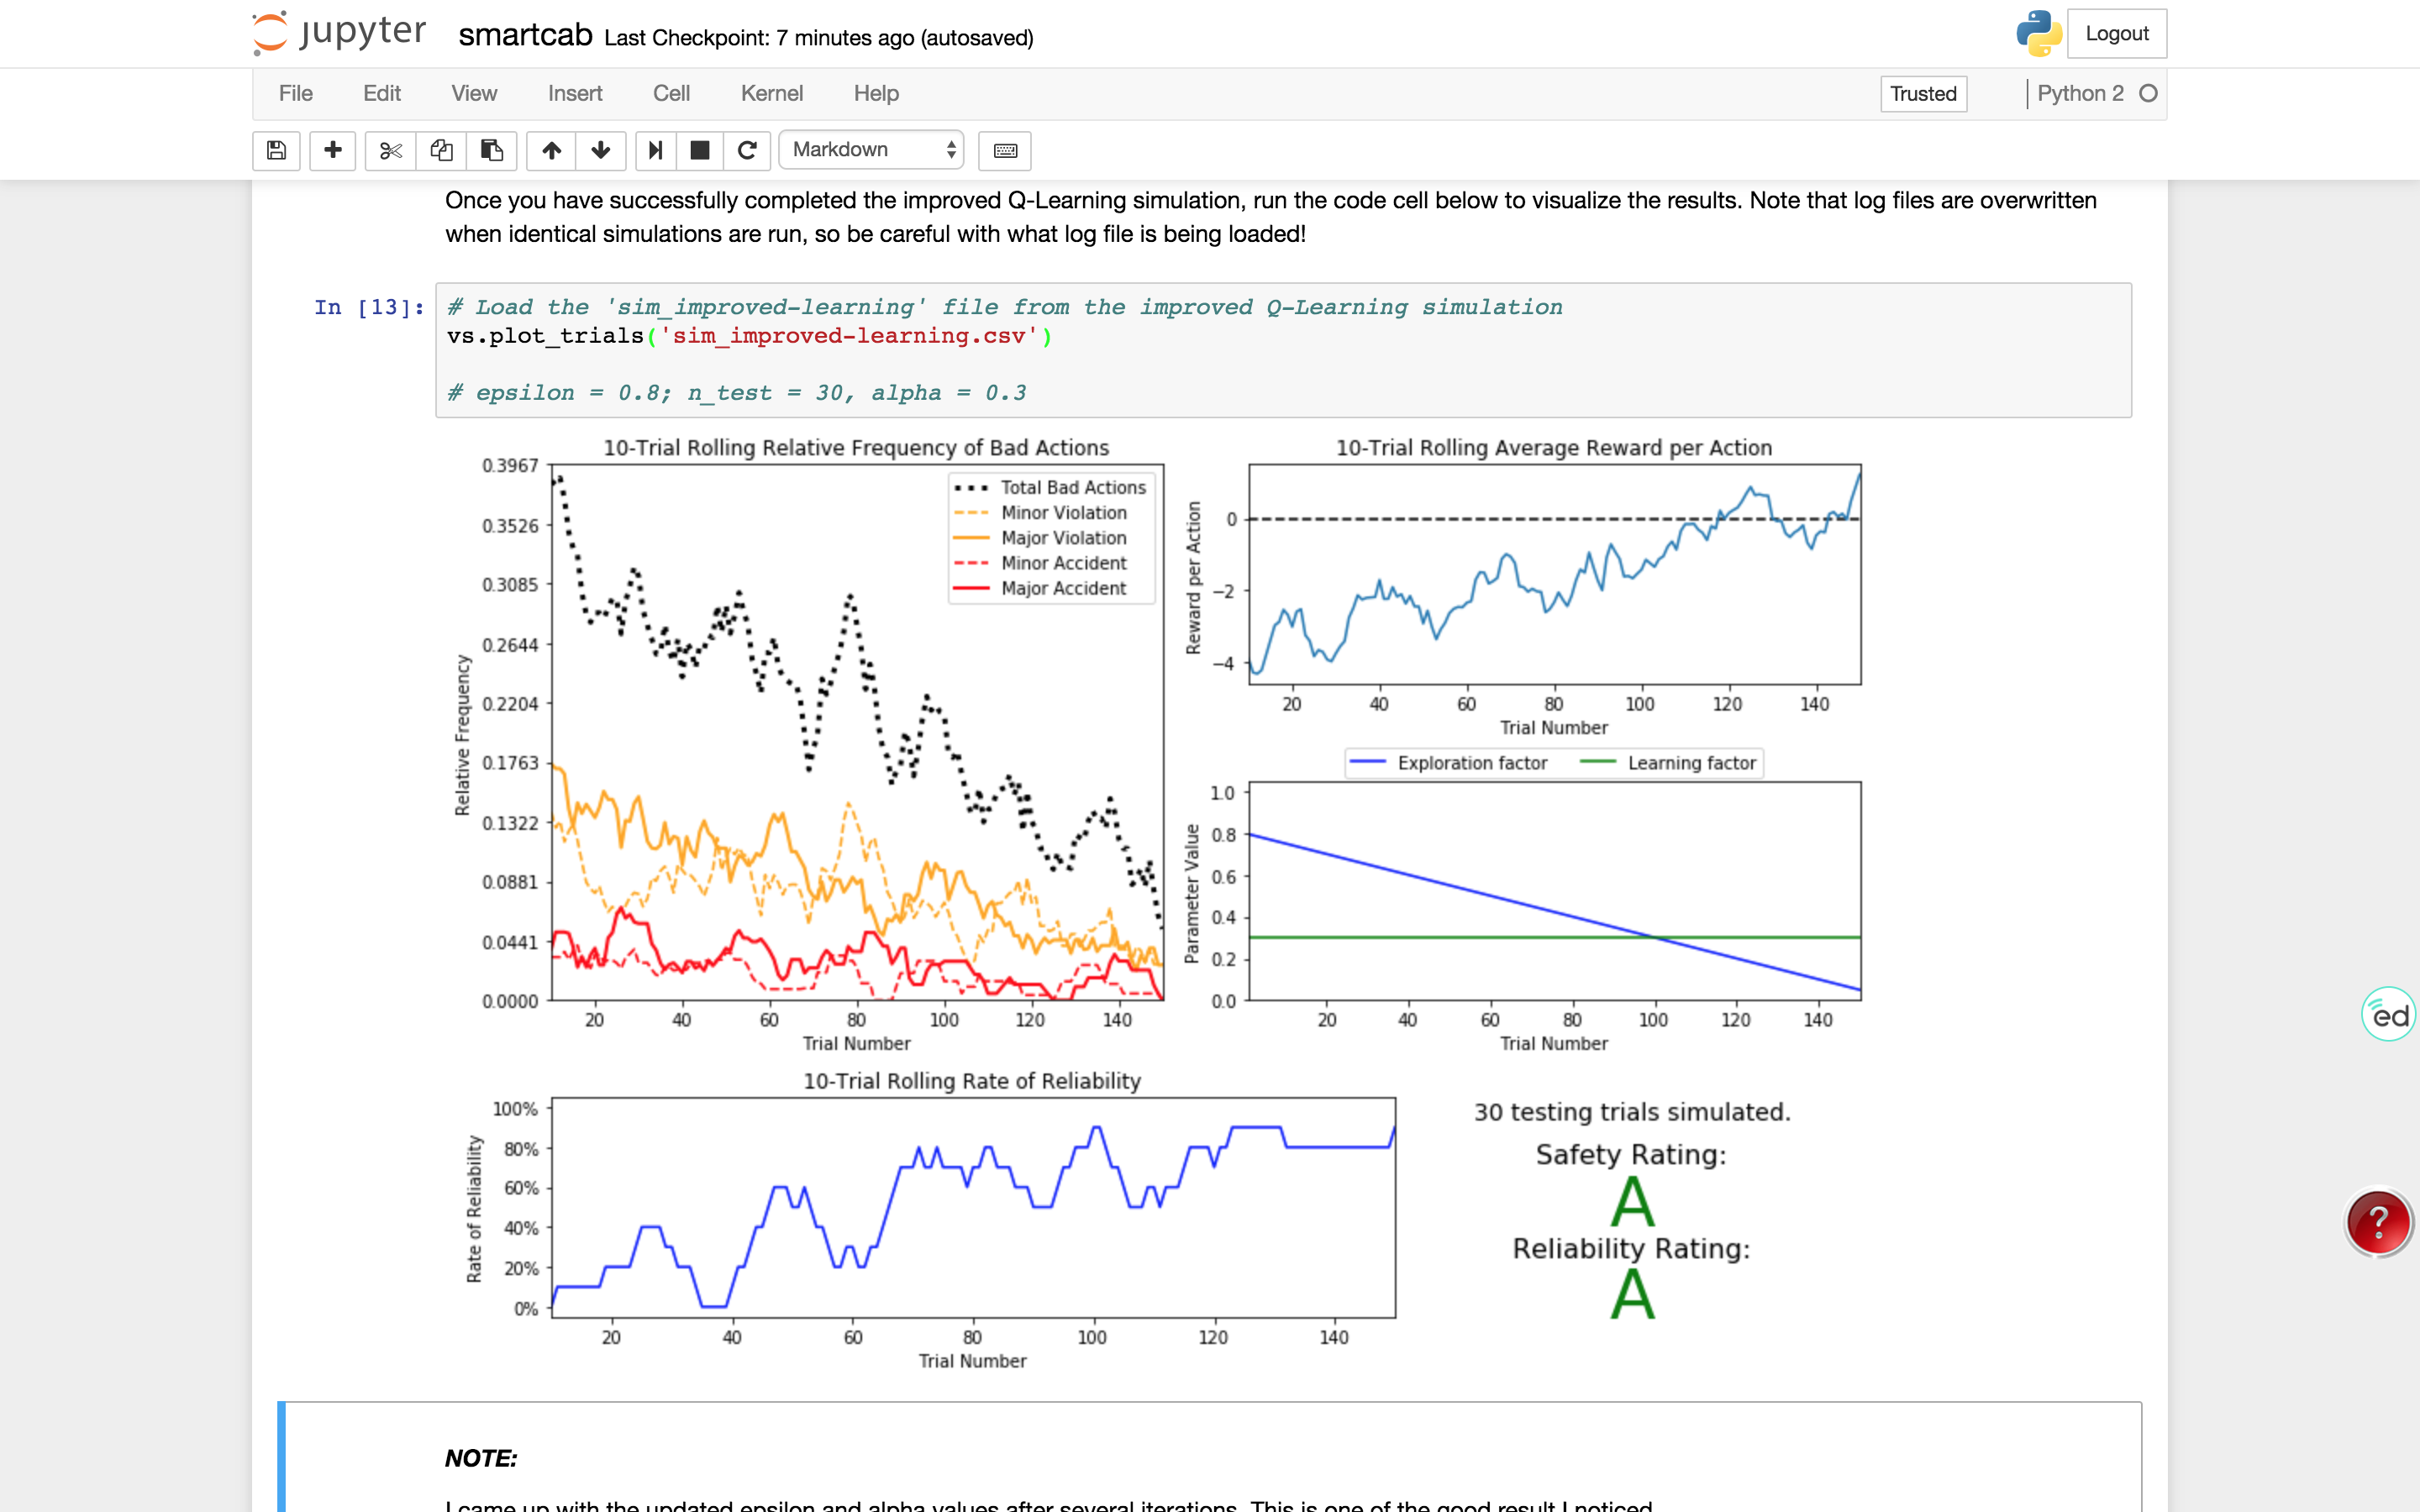 jupyter smartcab Last Checkpoint: 7 minutes ago (autosaved)
Logout
File Edit View Insert Cell Kernel Help
Trusted
Python 2
Markdown
Once you have successfully completed the improved Q-Learning simulation, run the code cell below to visualize the results. Note that log files are overwritten
when identical simulations are run, so be careful with what log file is being loaded!
In [13]:
# Load the 'sim_improved-learning' file from the improved Q-Learning simulation
vs.plot_trials('sim_improved-learning.csv')
# epsilon = 0.8; n_test = 30, alpha = 0.3
10-Trial Rolling Relative Frequency of Bad Actions
Relative Frequency
0.3967
0.3526
0.3085
0.2644
0.2204
0.1763
0.1322
0.0881
0.0441
0.0000
Total Bad Actions
Minor Violation
Major Violation
Minor Accident
Major Accident
20 40 60 80 100 120 140
Trial Number
10-Trial Rolling Average Reward per Action
Reward per Action
0
−2
−4
20 40 60 80 100 120 140
Trial Number
Exploration factor Learning factor
Parameter Value
1.0
0.8
0.6
0.4
0.2
0.0
20 40 60 80 100 120 140
Trial Number
10-Trial Rolling Rate of Reliability
Rate of Reliability
100%
80%
60%
40%
20%
0%
20 40 60 80 100 120 140
Trial Number
30 testing trials simulated.
Safety Rating:
A
Reliability Rating:
A
ed
?
NOTE:
I came up with the updated epsilon and alpha values after several iterations. This is one of the good result I noticed